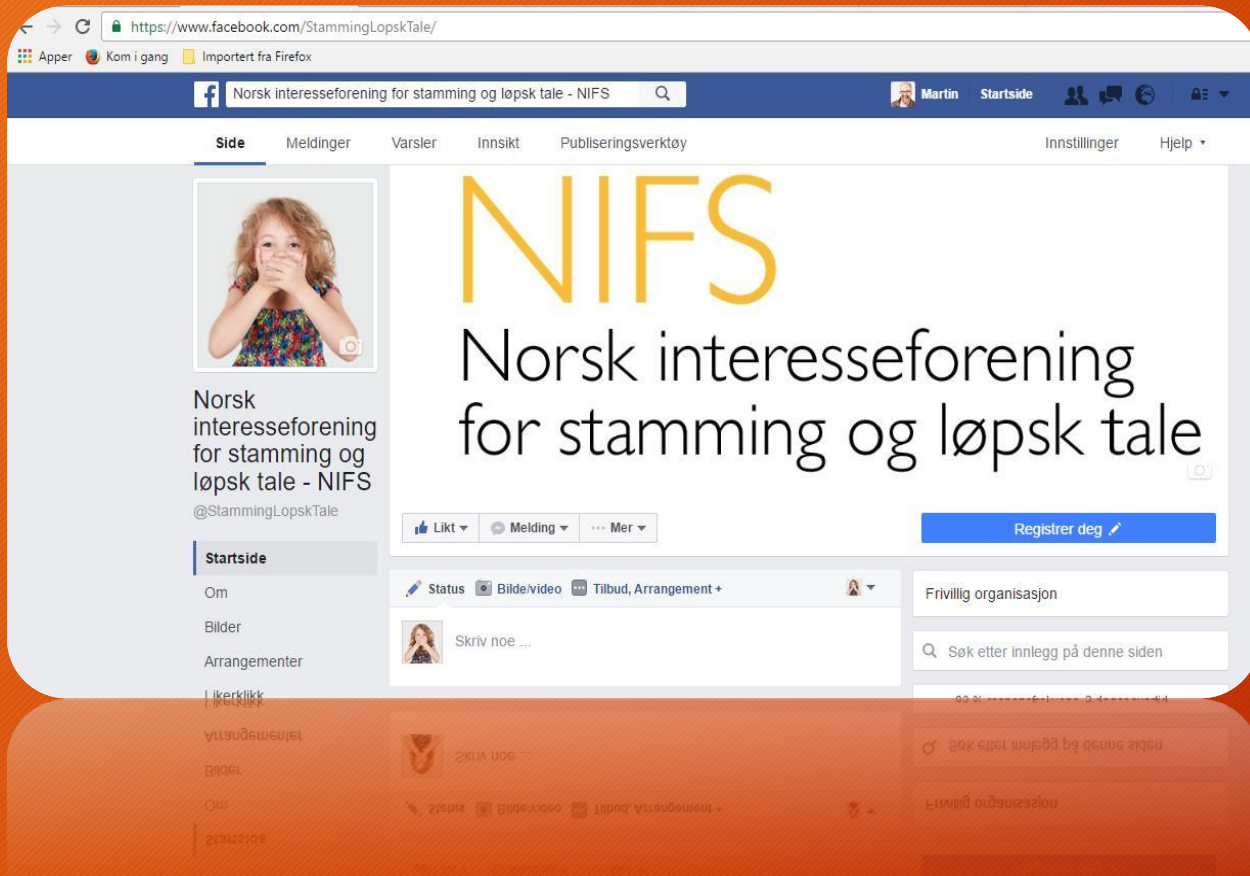 https://www.facebook.com/StammingLopskTale/
Apper Kom i gang Importert fra Firefox
Norsk interesseforening for stamming og løpsk tale - NIFS
Martin Startside
Side Meldinger Varsler Innsikt Publiseringsverktøy Innstillinger Hjelp
NIFS
Norsk interesseforening
for stamming og løpsk tale
Norsk
interesseforening
for stamming og
løpsk tale - NIFS
@StammingLopskTale
Likt Melding ... Mer Registrer deg
Startside
Om
Bilder
Arrangementer
Likerklikk
Status Bilde/video Tilbud, Arrangement +
Skriv noe ...
Frivillig organisasjon
Søk etter innlegg på denne siden